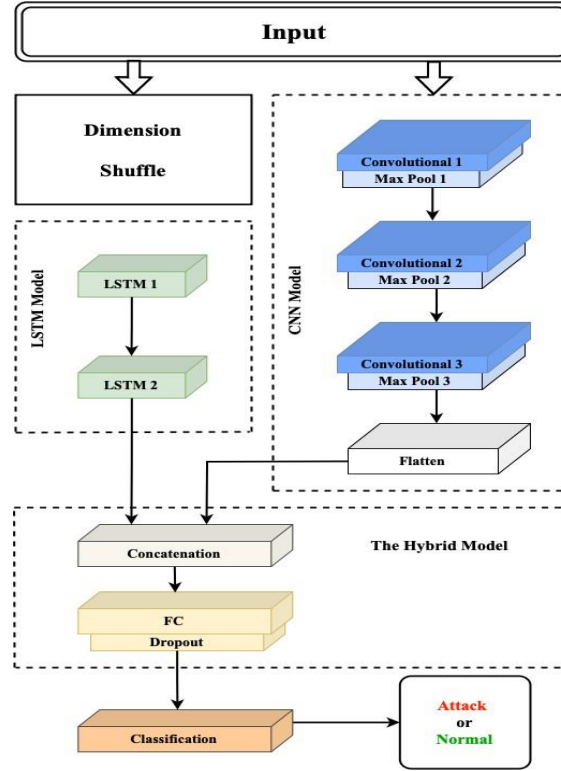 Input
Dimension
Shuffle
LSTM Model
LSTM 1
LSTM 2
CNN Model
Convolutional 1
Max Pool 1
Convolutional 2
Max Pool 2
Convolutional 3
Max Pool 3
Flatten
The Hybrid Model
Concatenation
FC
Dropout
Classification
Attack
or
Normal